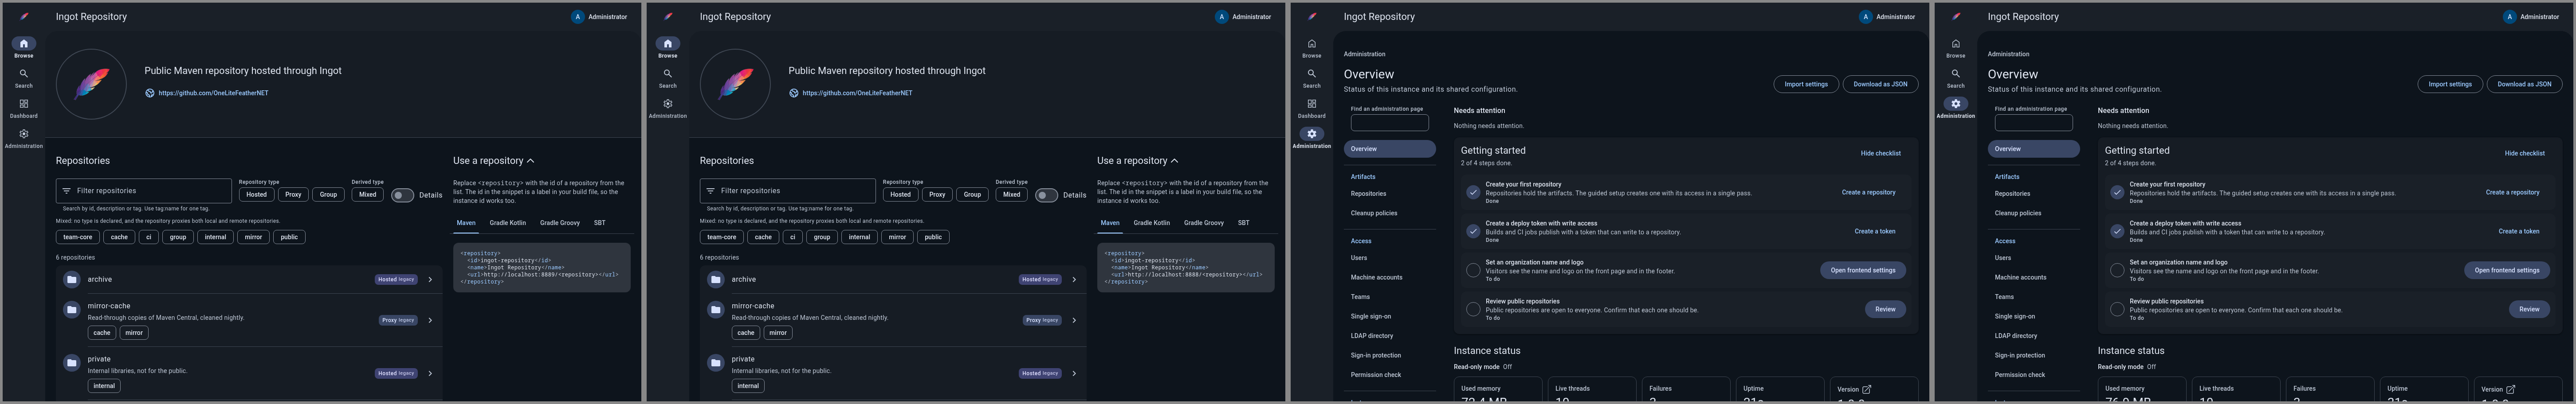 Ingot Repository
A Administrator
Browse
Search
Dashboard
Administration
Public Maven repository hosted through Ingot
https://github.com/OneLiteFeatherNET
Repositories
Filter repositories
Search by id, description or tag. Use tag:name for one tag.
Repository type
Hosted Proxy Group
Derived type
Mixed
Details
Mixed: no type is declared, and the repository proxies both local and remote repositories.
team-core cache ci group internal mirror public
6 repositories
archive
Hosted legacy
mirror-cache
Read-through copies of Maven Central, cleaned nightly.
cache mirror
Proxy legacy
private
Internal libraries, not for the public.
internal
Hosted legacy
Use a repository
Replace <repository> with the id of a repository from the
list. The id in the snippet is a label in your build file, so the
instance id works too.
Maven Gradle Kotlin Gradle Groovy SBT
<repository>
<id>ingot-repository</id>
<name>Ingot Repository</name>
<url>http://localhost:8889/<repository></url>
</repository>
Ingot Repository
A Administrator
Browse
Search
Administration
Public Maven repository hosted through Ingot
https://github.com/OneLiteFeatherNET
Repositories
Filter repositories
Search by id, description or tag. Use tag:name for one tag.
Repository type
Hosted Proxy Group
Derived type
Mixed
Details
Mixed: no type is declared, and the repository proxies both local and remote repositories.
team-core cache ci group internal mirror public
6 repositories
archive
Hosted legacy
mirror-cache
Read-through copies of Maven Central, cleaned nightly.
cache mirror
Proxy legacy
private
Internal libraries, not for the public.
internal
Hosted legacy
Use a repository
Replace <repository> with the id of a repository from the
list. The id in the snippet is a label in your build file, so the
instance id works too.
Maven Gradle Kotlin Gradle Groovy SBT
<repository>
<id>ingot-repository</id>
<name>Ingot Repository</name>
<url>http://localhost:8888/<repository></url>
</repository>
Ingot Repository
A Administrator
Browse
Search
Dashboard
Administration
Administration
Overview
Status of this instance and its shared configuration.
Import settings
Download as JSON
Find an administration page
Overview
Artifacts
Repositories
Cleanup policies
Access
Users
Machine accounts
Teams
Single sign-on
LDAP directory
Sign-in protection
Permission check
Needs attention
Nothing needs attention.
Getting started
2 of 4 steps done.
Hide checklist
Create your first repository
Repositories hold the artifacts. The guided setup creates one with its access in a single pass.
Done
Create a repository
Create a deploy token with write access
Builds and CI jobs publish with a token that can write to a repository.
Done
Create a token
Set an organization name and logo
Visitors see the name and logo on the front page and in the footer.
To do
Open frontend settings
Review public repositories
Public repositories are open to everyone. Confirm that each one should be.
To do
Review
Instance status
Read-only mode Off
Used memory
Live threads
Failures
Uptime
Version
Ingot Repository
A Administrator
Browse
Search
Administration
Administration
Overview
Status of this instance and its shared configuration.
Import settings
Download as JSON
Find an administration page
Overview
Artifacts
Repositories
Cleanup policies
Access
Users
Machine accounts
Teams
Single sign-on
LDAP directory
Sign-in protection
Permission check
Needs attention
Nothing needs attention.
Getting started
2 of 4 steps done.
Hide checklist
Create your first repository
Repositories hold the artifacts. The guided setup creates one with its access in a single pass.
Done
Create a repository
Create a deploy token with write access
Builds and CI jobs publish with a token that can write to a repository.
Done
Create a token
Set an organization name and logo
Visitors see the name and logo on the front page and in the footer.
To do
Open frontend settings
Review public repositories
Public repositories are open to everyone. Confirm that each one should be.
To do
Review
Instance status
Read-only mode Off
Used memory
Live threads
Failures
Uptime
Version